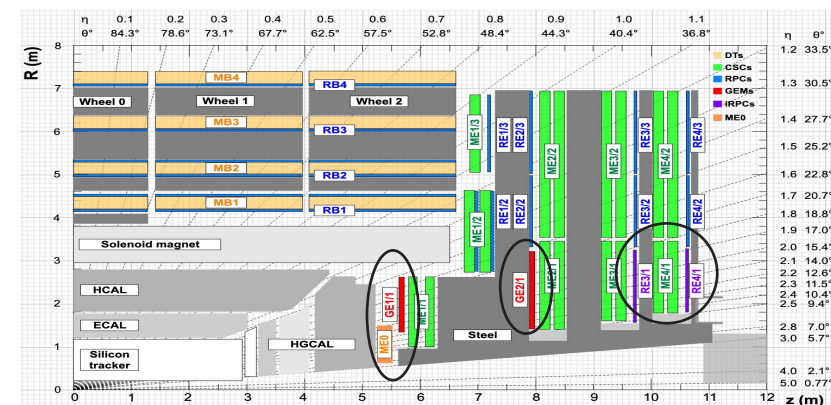 η 0.1 0.2 0.3 0.4 0.5 0.6 0.7 0.8 0.9 1.0 1.1 η θ°
θ° 84.3° 78.6° 73.1° 67.7° 62.5° 57.5° 52.8° 48.4° 44.3° 40.4° 36.8°
R (m)
8
7
6
5
4
3
2
1
0
1.2 33.5°
1.3 30.5°
1.4 27.7°
1.5 25.2°
1.6 22.8°
1.7 20.7°
1.8 18.8°
1.9 17.0°
2.0 15.4°
2.1 14.0°
2.2 12.6°
2.3 11.5°
2.4 10.4°
2.5 9.4°
2.8 7.0°
3.0 5.7°
4.0 2.1°
5.0 0.77°
DTs
CSCs
RPCs
GEMs
iRPCs
ME0
MB4
RB4
Wheel 0
Wheel 1
Wheel 2
MB3
RB3
MB2
RB2
MB1
RB1
Solenoid magnet
HCAL
ECAL
Silicon
tracker
HGCAL
Steel
ME0
GE1/1
ME1/1
ME1/2
ME1/3
RE1/3
RE2/3
RE1/2
RE2/2
GE2/1
ME2/2
ME2/1
ME3/2
ME3/1
RE3/3
RE3/2
RE3/1
ME4/2
ME4/1
RE4/3
RE4/2
RE4/1
0 1 2 3 4 5 6 7 8 9 10 11 12
z (m)